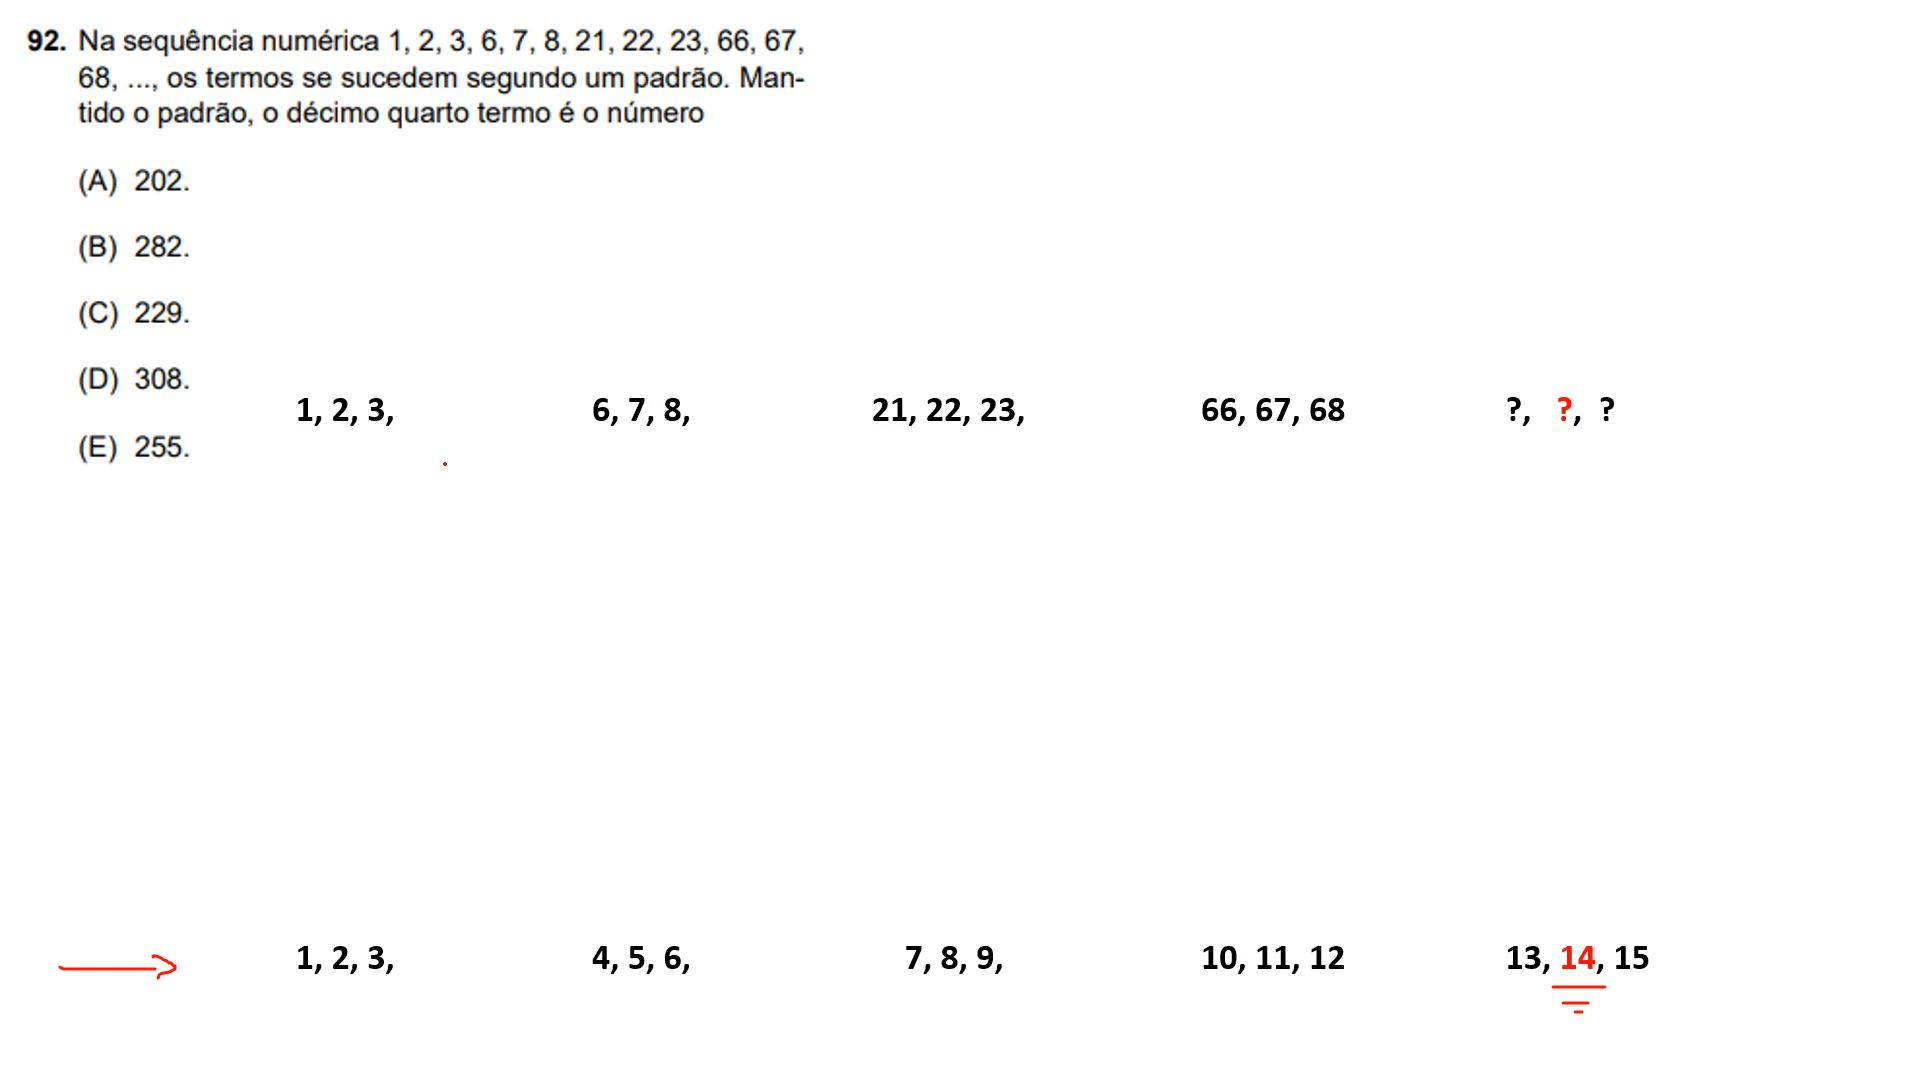 92. Na sequência numérica 1, 2, 3, 6, 7, 8, 21, 22, 23, 66, 67,
68, ..., os termos se sucedem segundo um padrão. Man-
tido o padrão, o décimo quarto termo é o número
(A) 202.
(B) 282.
(C) 229.
(D) 308.
(E) 255.
1, 2, 3, 6, 7, 8, 21, 22, 23, 66, 67, 68 ?, ?, ?
1, 2, 3, 4, 5, 6, 7, 8, 9, 10, 11, 12 13, 14, 15